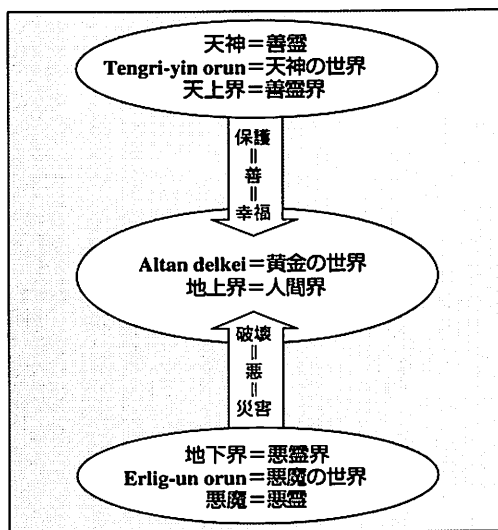 天神＝善霊
Tengri-yin orun＝天神の世界
天上界＝善霊界
保護
＝
善
＝
幸福
Altan delkei＝黄金の世界
地上界＝人間界
破壊
＝
悪
＝
災害
地下界＝悪霊界
Erlig-un orun＝悪魔の世界
悪魔＝悪霊